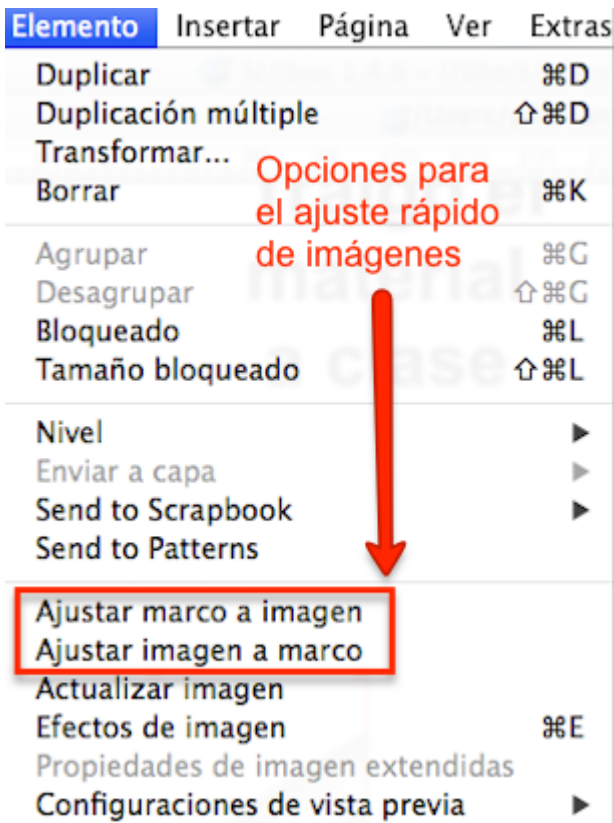 Elemento Insertar Página Ver Extras
Duplicar ⌘D
Duplicación múltiple ⇧⌘D
Transformar...
Borrar ⌘K
Opciones para
el ajuste rápido
de imágenes
Agrupar ⌘G
Desagrupar ⇧⌘G
Bloqueado ⌘L
Tamaño bloqueado ⇧⌘L
Nivel
Enviar a capa
Send to Scrapbook
Send to Patterns
Ajustar marco a imagen
Ajustar imagen a marco
Actualizar imagen
Efectos de imagen ⌘E
Propiedades de imagen extendidas
Configuraciones de vista previa
material
a clase